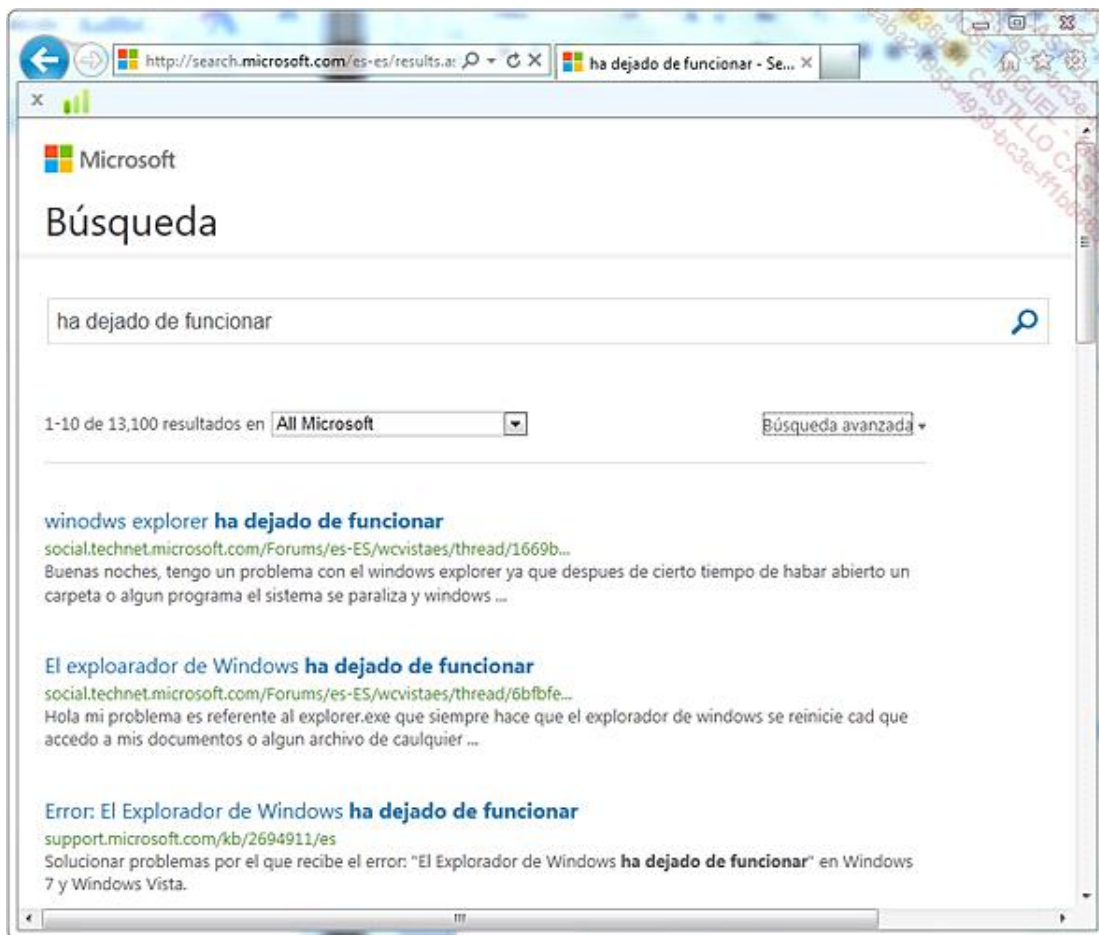 http://search.microsoft.com/es-es/results.a:
ha dejado de funcionar - Se...
Microsoft
Búsqueda
ha dejado de funcionar
1-10 de 13,100 resultados en All Microsoft
Búsqueda avanzada
winodws explorer ha dejado de funcionar
social.technet.microsoft.com/Forums/es-ES/wcvistaes/thread/1669b...
Buenas noches, tengo un problema con el windows explorer ya que despues de cierto tiempo de habar abierto un
carpeta o algun programa el sistema se paraliza y windows ...
El exploarador de Windows ha dejado de funcionar
social.technet.microsoft.com/Forums/es-ES/wcvistaes/thread/6bfbfe...
Hola mi problema es referente al explorer.exe que siempre hace que el explorador de windows se reinicie cad que
accedo a mis documentos o algun archivo de caulquier ...
Error: El Explorador de Windows ha dejado de funcionar
support.microsoft.com/kb/2694911/es
Solucionar problemas por el que recibe el error: "El Explorador de Windows ha dejado de funcionar" en Windows
7 y Windows Vista.